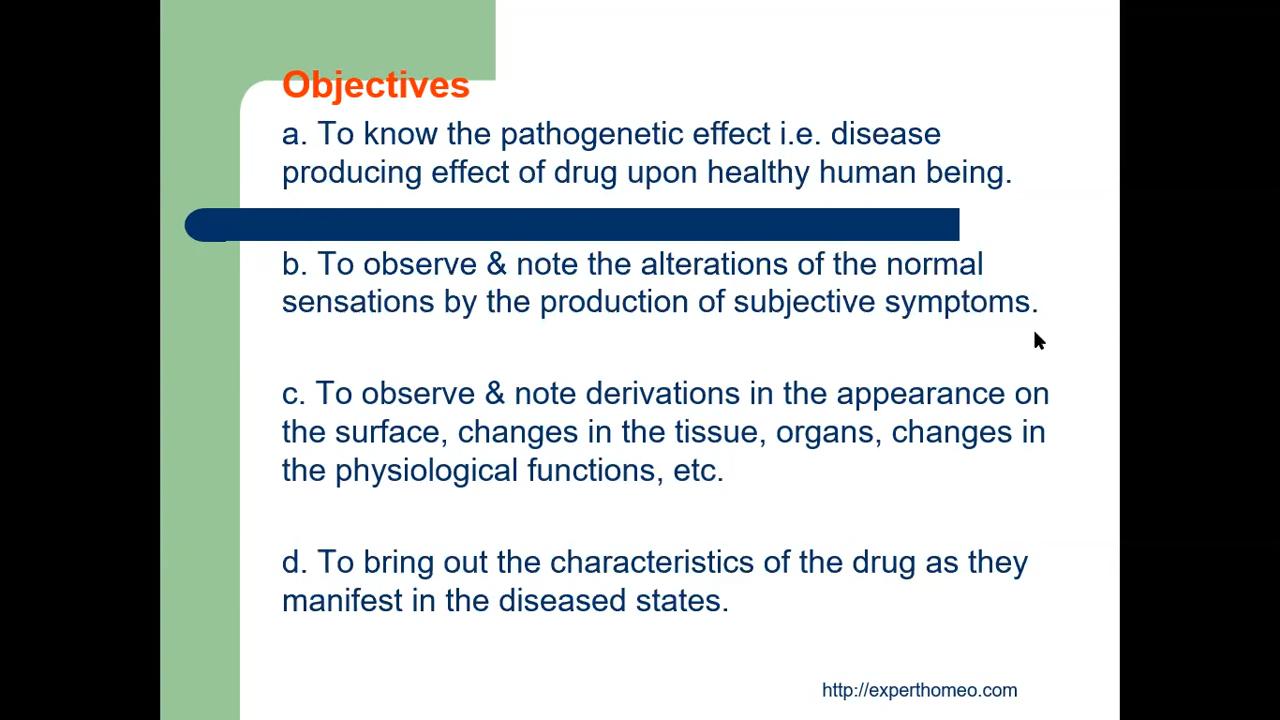 Objectives
a. To know the pathogenetic effect i.e. disease
producing effect of drug upon healthy human being.
b. To observe & note the alterations of the normal
sensations by the production of subjective symptoms.
c. To observe & note derivations in the appearance on
the surface, changes in the tissue, organs, changes in
the physiological functions, etc.
d. To bring out the characteristics of the drug as they
manifest in the diseased states.
http://experthomeo.com